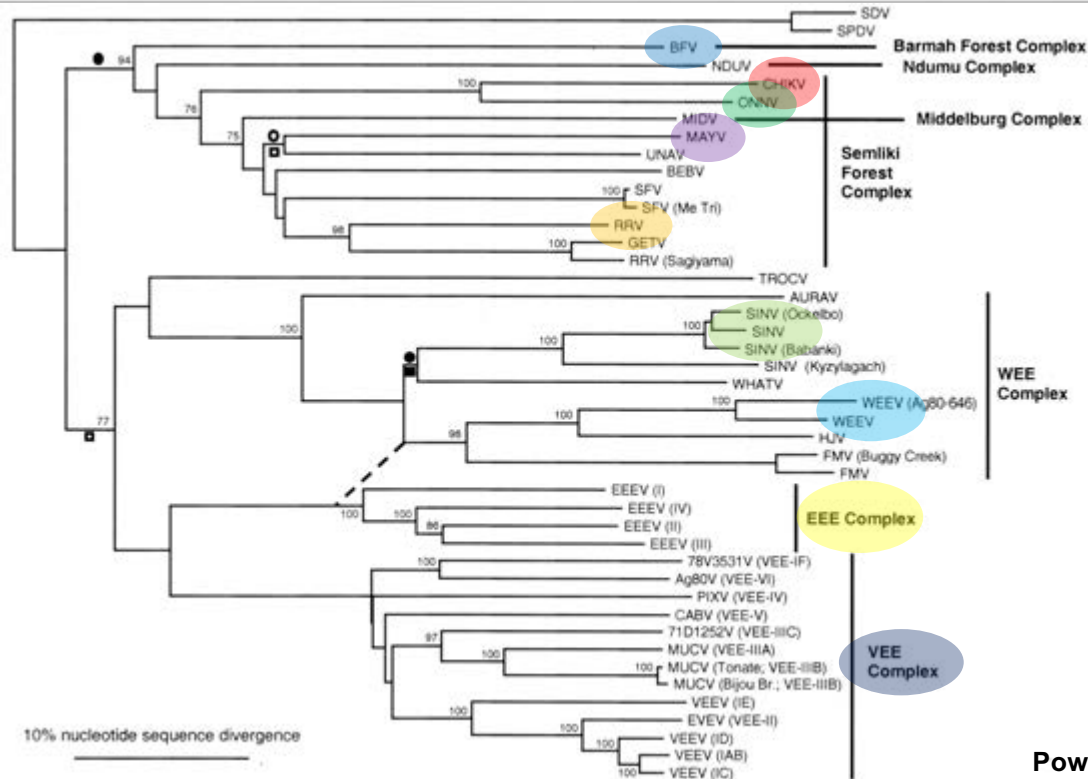 SDV
SPDV
94
BFV
Barmah Forest Complex
NDUV
Ndumu Complex
CHIKV
100
ONNV
76
MIDV
Middelburg Complex
75
MAYV
UNAV
Semliki
Forest
Complex
BEBV
100
SFV
SFV (Me Tri)
RRV
98
GETV
100
RRV (Sagiyama)
TROCV
AURAV
SINV (Ockelbo)
100
SINV
100
SINV (Babanki)
100
SINV (Kyzylagach)
WHATV
WEE
Complex
100
WEEV (Ag80-646)
WEEV
100
HJV
77
98
FMV (Buggy Creek)
FMV
EEEV (I)
100
100
EEEV (IV)
EEE Complex
86
EEEV (II)
EEEV (III)
78V3531V (VEE-IF)
100
Ag80V (VEE-VI)
PIXV (VEE-IV)
CABV (VEE-V)
71D1252V (VEE-IIIC)
97
MUCV (VEE-IIIA)
100
VEE
Complex
100
MUCV (Tonate; VEE-IIIB)
MUCV (Bijou Br.; VEE-IIIB)
VEEV (IE)
100
EVEV (VEE-II)
100
VEEV (ID)
100
VEEV (IAB)
100
VEEV (IC)
10% nucleotide sequence divergence
Pow